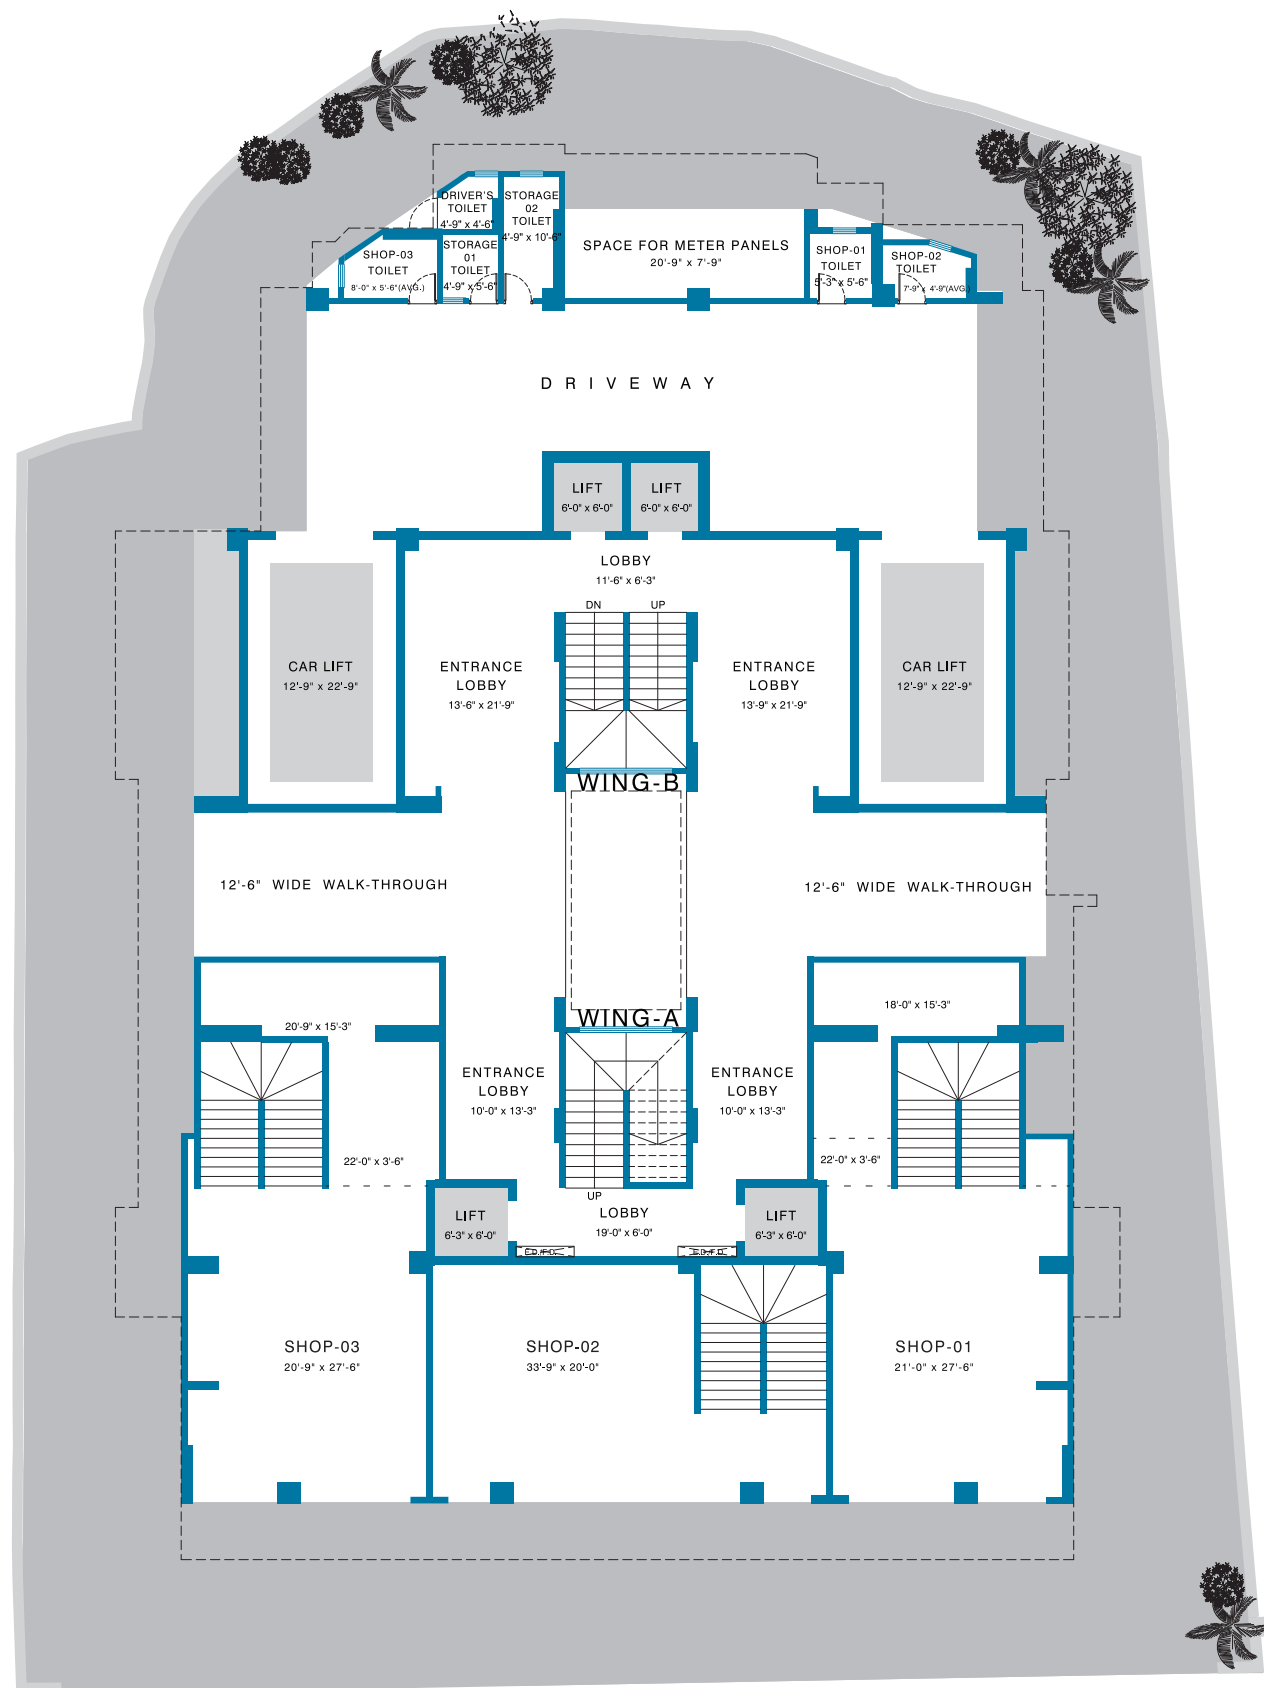 DRIVER'S
TOILET
4'-9" x 4'-6"
STORAGE
02
TOILET
4'-9" x 10'-6"
SHOP-03
TOILET
8'-0" x 5'-6"(AVG.)
STORAGE
01
TOILET
4'-9" x 5'-6"
SPACE FOR METER PANELS
20'-9" x 7'-9"
SHOP-01
TOILET
5'-3" x 5'-6"
SHOP-02
TOILET
7'-9" x 4'-9"(AVG.)
DRIVEWAY
LIFT
6'-0" x 6'-0"
LIFT
6'-0" x 6'-0"
LOBBY
11'-6" x 6'-3"
DN
UP
CAR LIFT
12'-9" x 22'-9"
ENTRANCE
LOBBY
13'-6" x 21'-9"
ENTRANCE
LOBBY
13'-9" x 21'-9"
CAR LIFT
12'-9" x 22'-9"
WING-B
12'-6" WIDE WALK-THROUGH
12'-6" WIDE WALK-THROUGH
WING-A
20'-9" x 15'-3"
18'-0" x 15'-3"
ENTRANCE
LOBBY
10'-0" x 13'-3"
ENTRANCE
LOBBY
10'-0" x 13'-3"
22'-0" x 3'-6"
22'-0" x 3'-6"
UP
LIFT
6'-3" x 6'-0"
LOBBY
19'-0" x 6'-0"
LIFT
6'-3" x 6'-0"
SHOP-03
20'-9" x 27'-6"
SHOP-02
33'-9" x 20'-0"
SHOP-01
21'-0" x 27'-6"